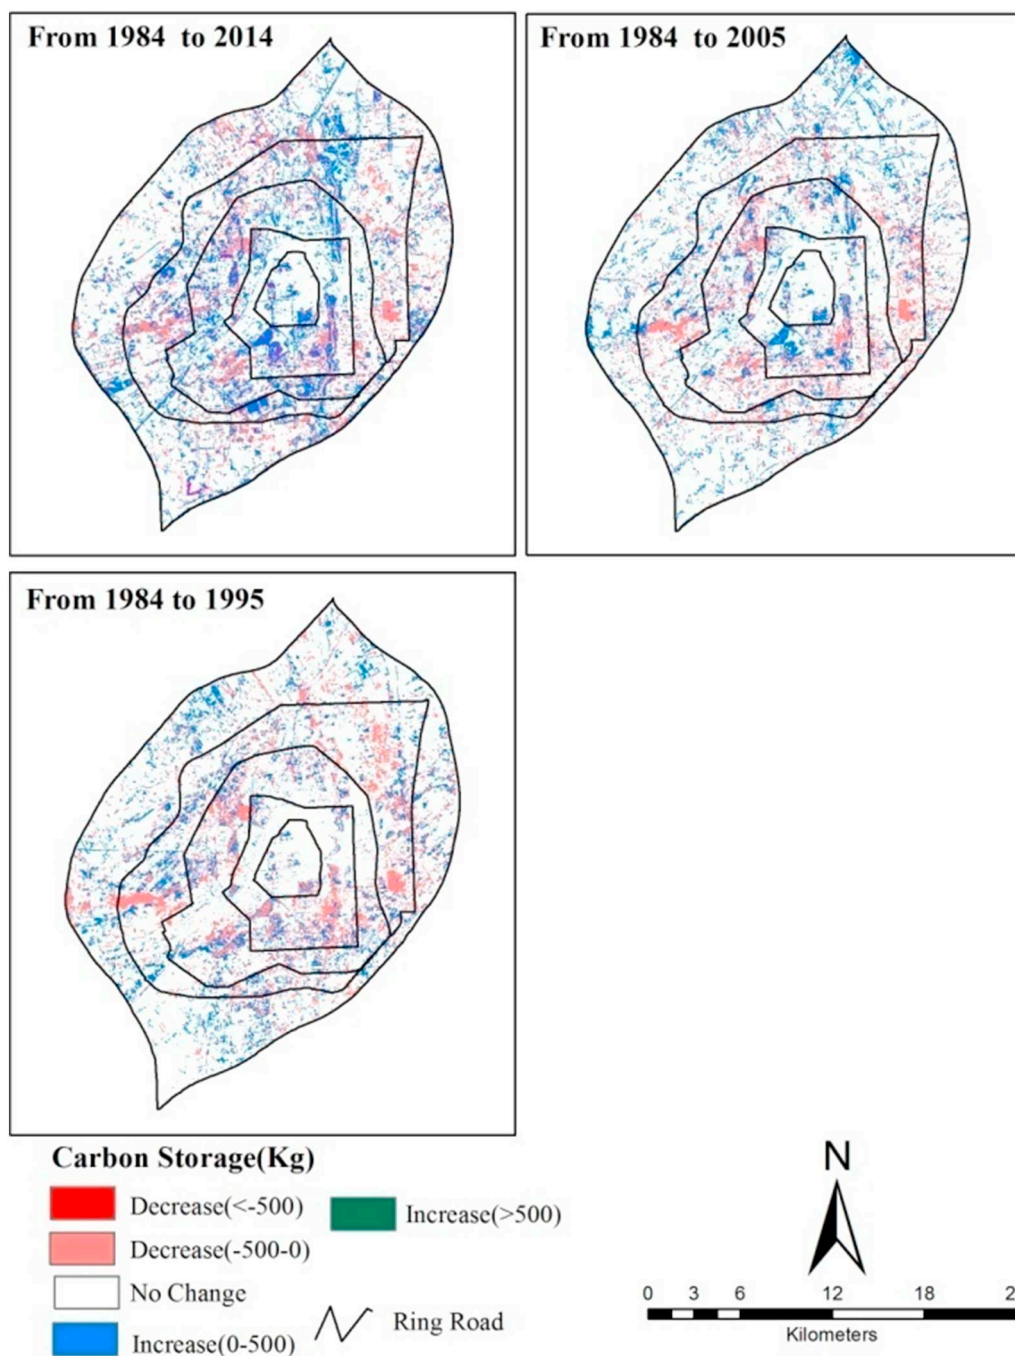 From 1984 to 2014
From 1984 to 2005
From 1984 to 1995
Carbon Storage(Kg)
Decrease(<-500)
Increase(>500)
Decrease(-500-0)
No Change
Ring Road
Increase(0-500)
N
0 3 6 12 18
Kilometers